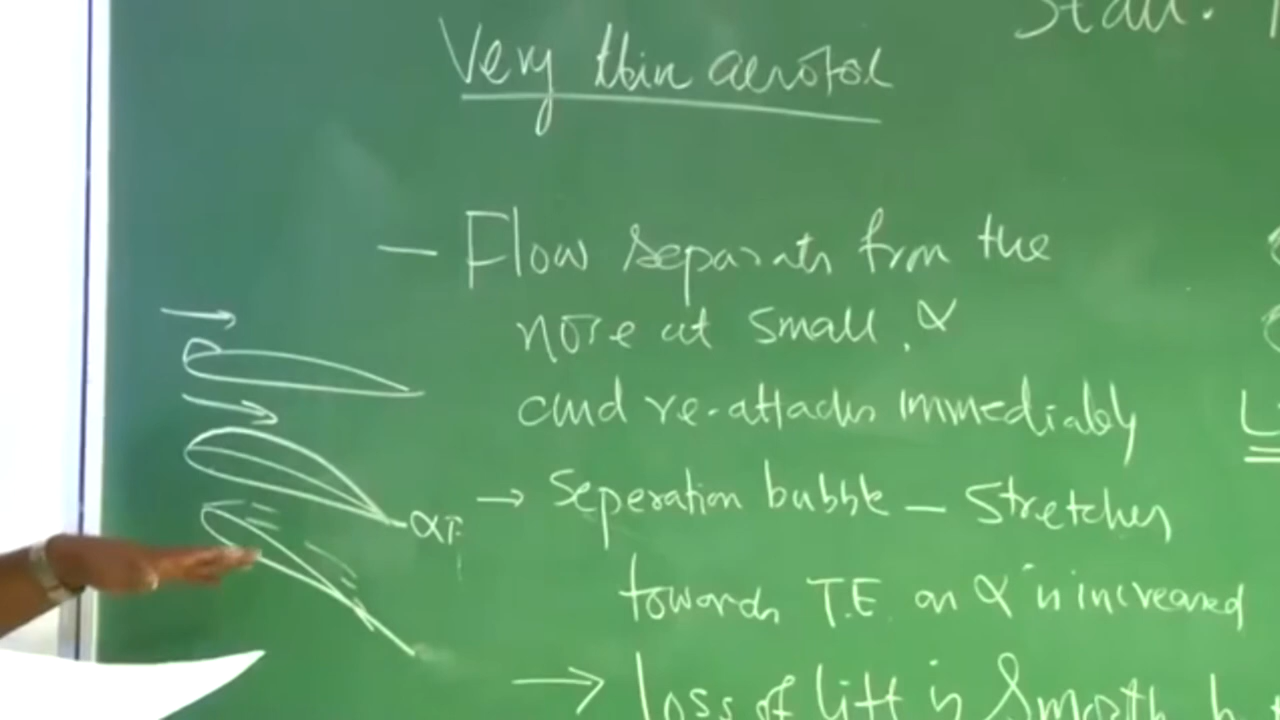 Stall.
Very thin aerofoil
— Flow separates from the
nose at small α
and re-attaches immediately
→ Seperation bubble — Stretches
towards T.E as α is increased
→ loss of lift is Smooth